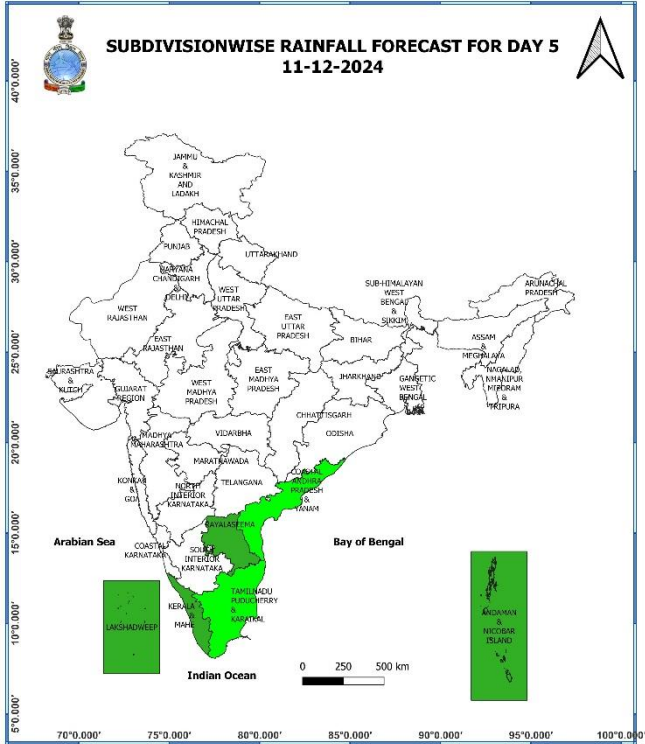 SUBDIVISIONWISE RAINFALL FORECAST FOR DAY 5
11-12-2024
40°0.000'
35°0.000'
30°0.000'
25°0.000'
20°0.000'
15°0.000'
10°0.000'
5°0.000'
JAMMU
&
KASHMIR
AND
LADAKH
HIMACHAL
PRADESH
PUNJAB
UTTARAKHAND
HARYANA
CHANDIGARH
&
DELHI
WEST
UTTAR
PRADESH
SUB-HIMALAYAN
WEST
BENGAL
&
SIKKIM
ARUNACHAL
PRADESH
WEST
RAJASTHAN
EAST
RAJASTHAN
EAST
UTTAR
PRADESH
BIHAR
ASSAM
&
MEGHALAYA
NAGALAD,
NMANIPUR
MIZORAM
&
TRIPURA
SAURASHTRA
&
KUTCH
GUJARAT
REGION
WEST
MADHYA
PRADESH
EAST
MADHYA
PRADESH
JHARKHAND
GANGETIC
WEST
BENGAL
CHHATTISGARH
ODISHA
MADHYA
MAHARASHTRA
VIDARBHA
MARATHAWADA
TELANGANA
COASTAL
ANDHRA
PRADESH
&
YANAM
KONKAN
&
GOA
NORTH
INTERIOR
KARNATAKA
RAYALASEEMA
Arabian Sea
Bay of Bengal
COASTAL
KARNATAKA
SOUTH
INTERIOR
KARNATAKA
LAKSHADWEEP
KERALA
&
MAHE
TAMILNADU
PUDUCHERRY
&
KARAIKAL
ANDAMAN
&
NICOBAR
ISLAND
Indian Ocean
0 250 500 km
70°0.000' 75°0.000' 80°0.000' 85°0.000' 90°0.000' 95°0.000' 100°0.000'